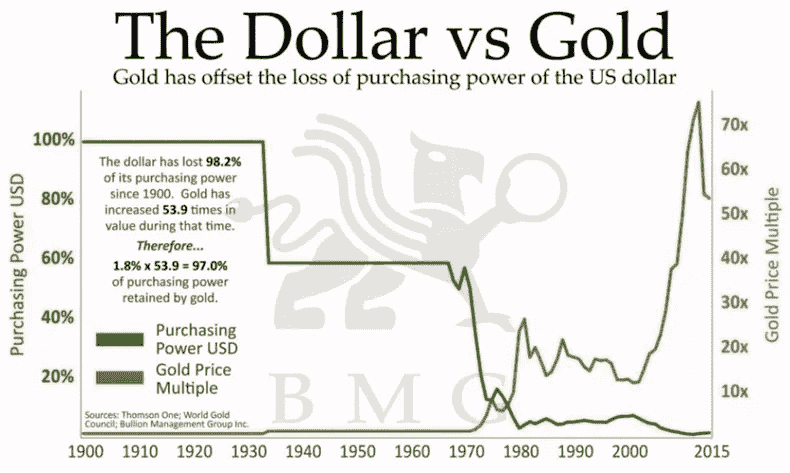 The Dollar vs Gold
Gold has offset the loss of purchasing power of the US dollar
Purchasing Power USD
100%
80%
60%
40%
20%
The dollar has lost 98.2%
of its purchasing power
since 1900. Gold has
increased 53.9 times in
value during that time.
Therefore...
1.8% x 53.9 = 97.0%
of purchasing power
retained by gold.
Purchasing
Power USD
Gold Price
Multiple
BMG
Sources: Thomson One; World Gold
Council; Bullion Management Group Inc.
70x
60x
50x
40x
30x
20x
10x
Gold Price Multiple
1900 1910 1920 1930 1940 1950 1960 1970 1980 1990 2000 2015